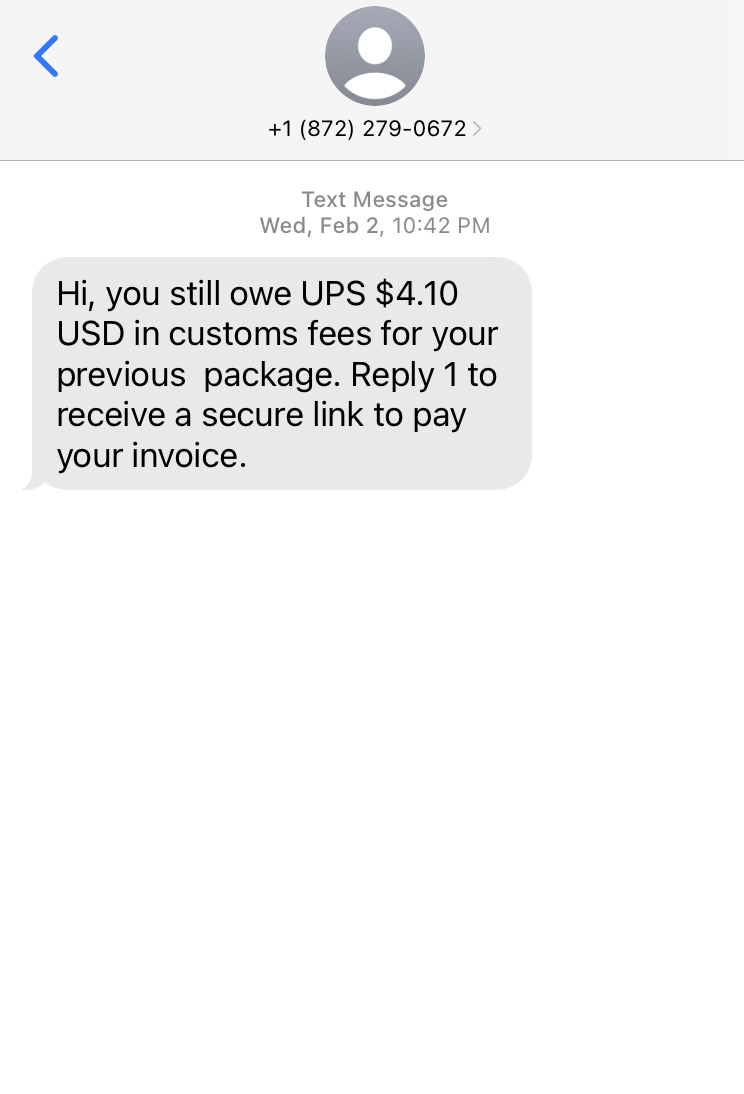 +1 (872) 279-0672
Text Message
Wed, Feb 2, 10:42 PM
Hi, you still owe UPS $4.10
USD in customs fees for your
previous  package. Reply 1 to
receive a secure link to pay
your invoice.